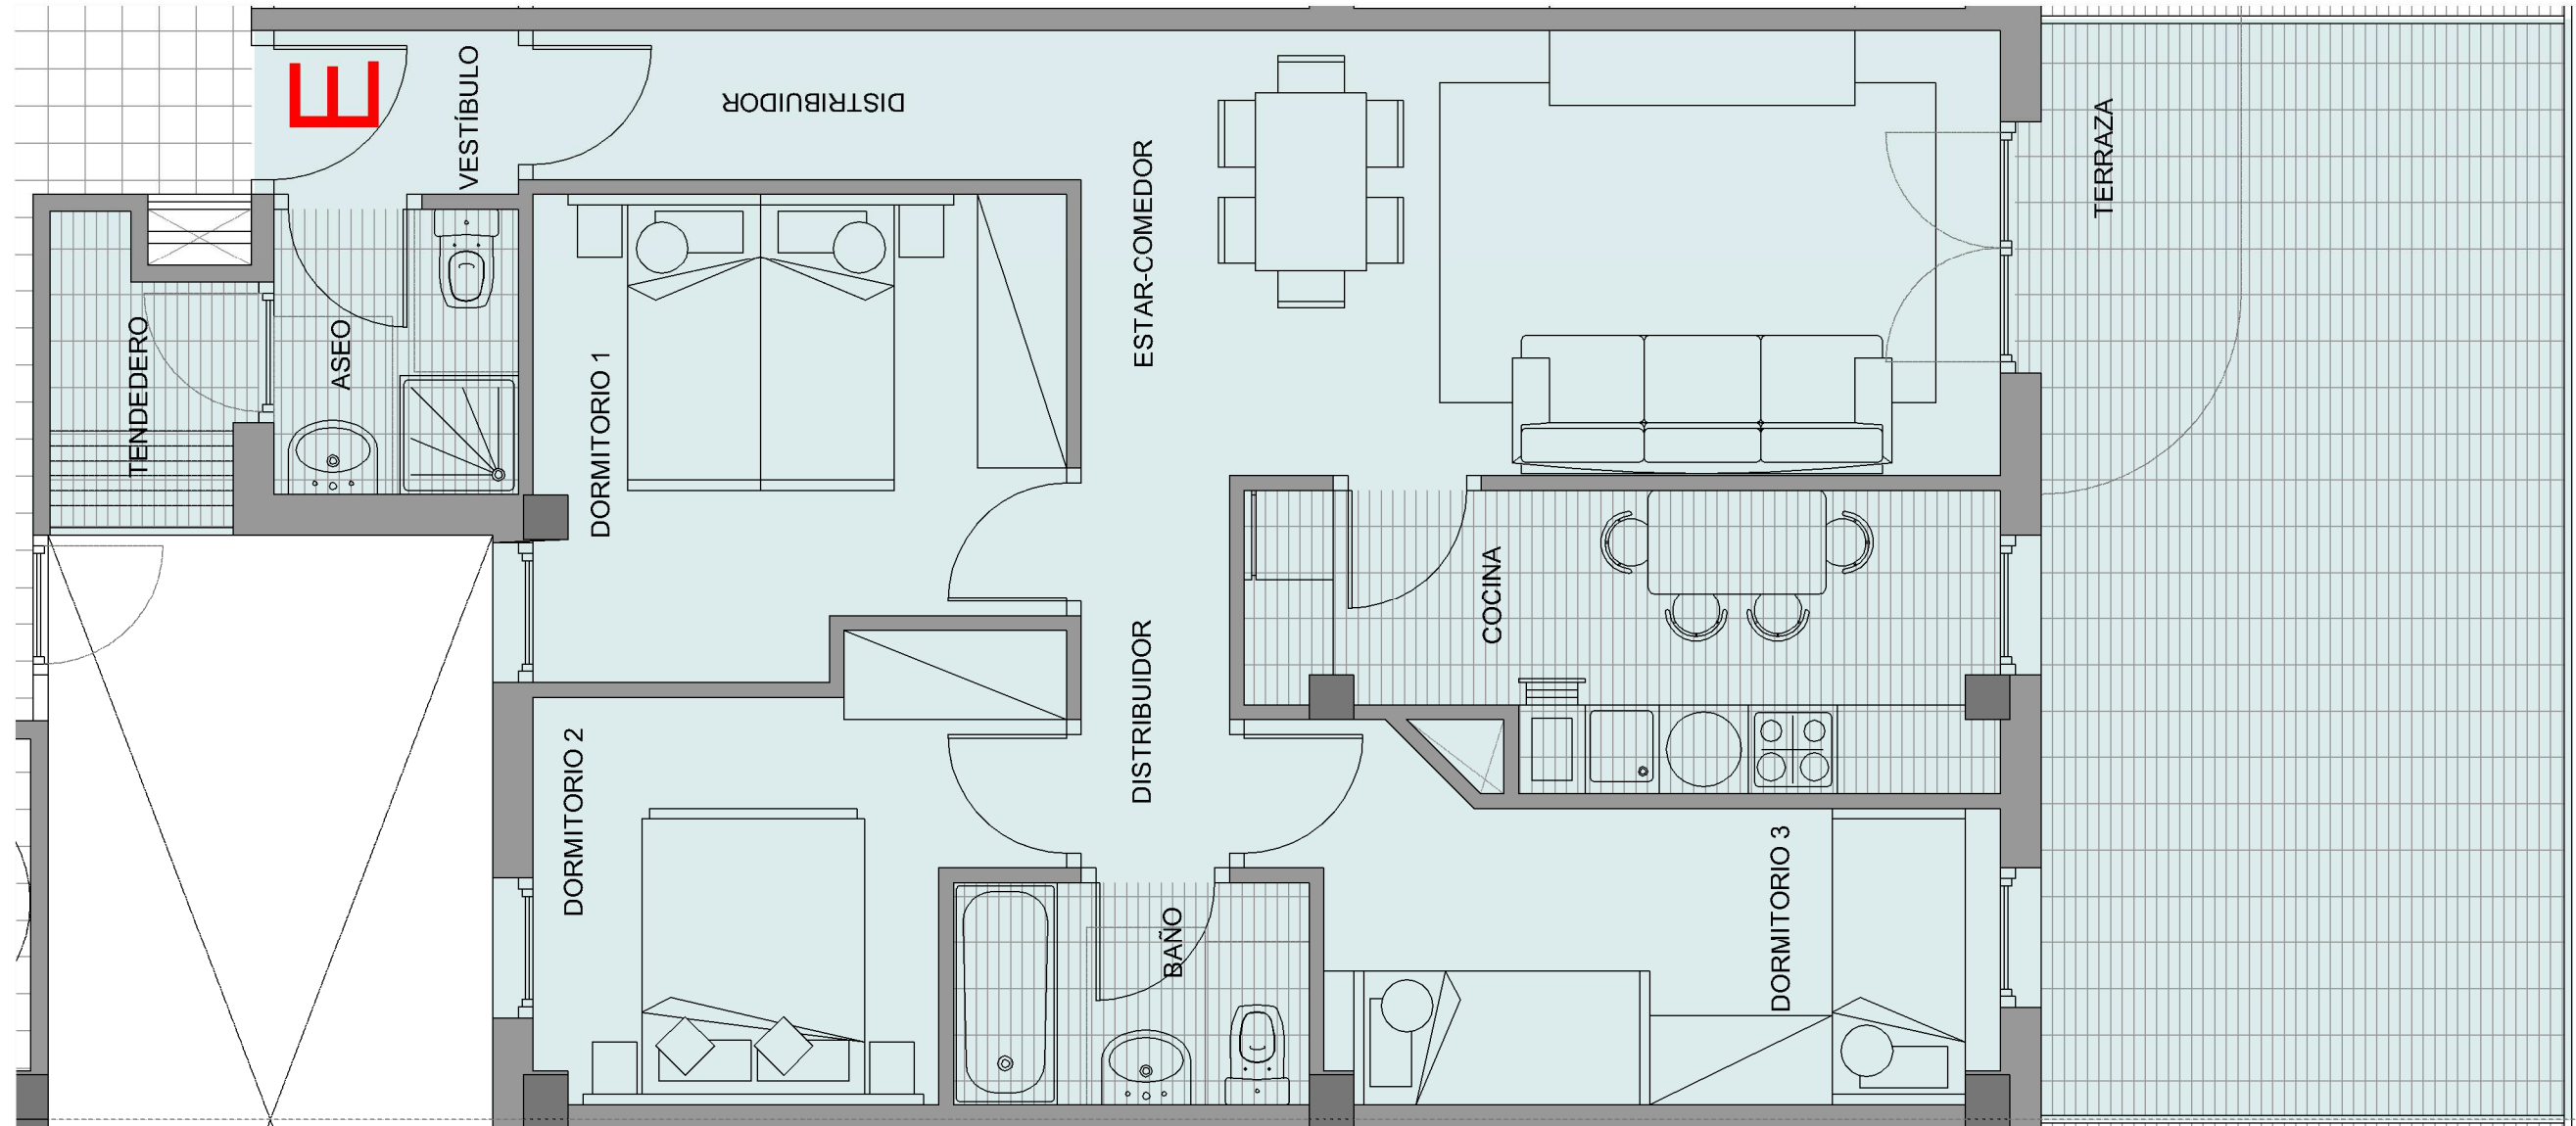 E
VESTÍBULO
DISTRIBUIDOR
TERRAZA
ESTAR-COMEDOR
TENDEDERO
ASEO
DORMITORIO 1
COCINA
DISTRIBUIDOR
DORMITORIO 2
DORMITORIO 3
BAÑO